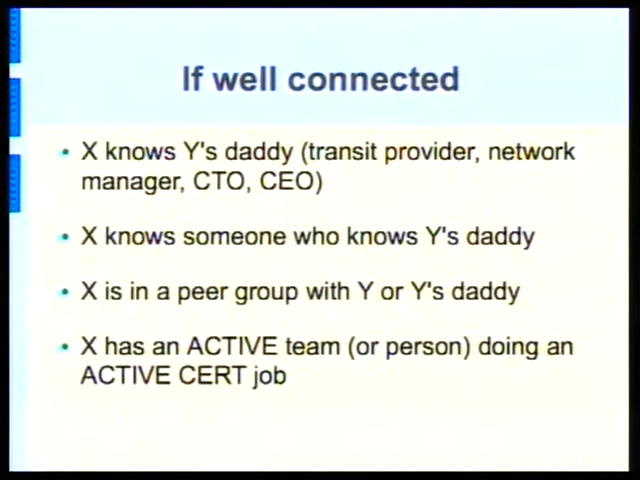 If well connected
• X knows Y's daddy (transit provider, network
manager, CTO, CEO)
• X knows someone who knows Y's daddy
• X is in a peer group with Y or Y's daddy
• X has an ACTIVE team (or person) doing an
ACTIVE CERT job